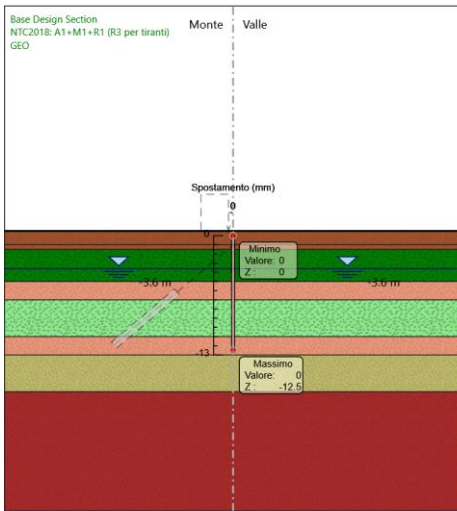 Base Design Section
NTC2018: A1+M1+R1 (R3 per tiranti)
GEO
Monte Valle
Spostamento (mm)
0
0
Minimo
Valore: 0
Z : 0
-3.6 m -3.6 m
-13
Massimo
Valore: 0
Z : -12.5